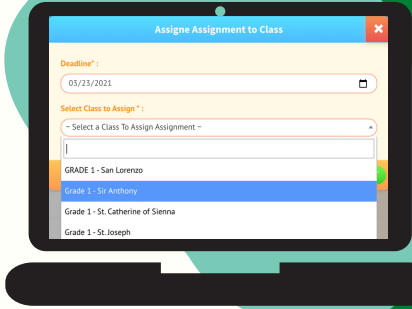 Assigne Assignment to Class
Deadline* :
03/23/2021
Select Class to Assign * :
~ Select a Class To Assign Assignment ~
GRADE 1 - San Lorenzo
Grade 1 - Sir Anthony
Grade 1 - St. Catherine of Sienna
Grade 1 - St. Joseph